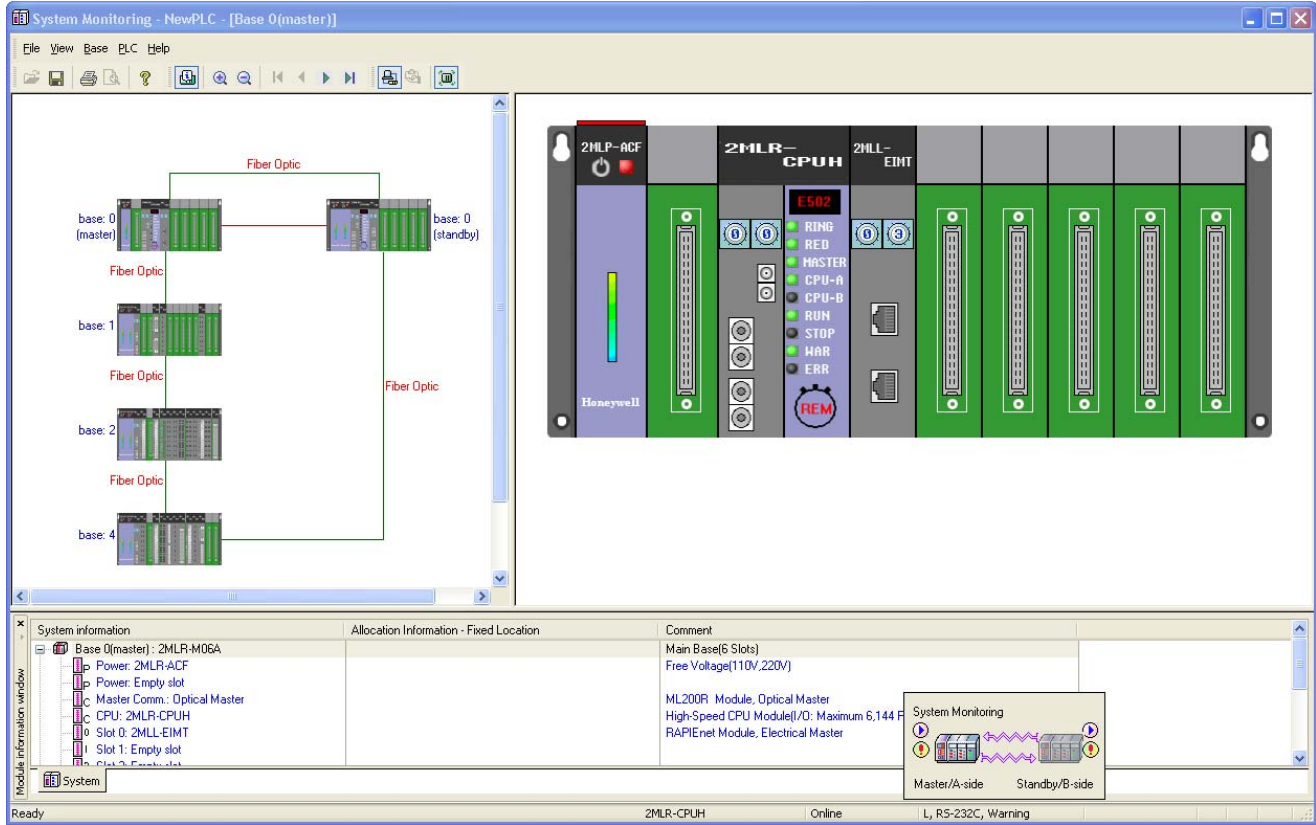 System Monitoring - NewPLC - [Base 0(master)]
File View Base PLC Help
Fiber Optic
base: 0
(master)
base: 0
(standby)
Fiber Optic
base: 1
Fiber Optic
Fiber Optic
base: 2
Fiber Optic
base: 4
2MLP-ACF
2MLR-
CPUH
2MLL-
EIMT
E502
0 0
0 3
RING
RED
MASTER
CPU-A
CPU-B
RUN
STOP
WAR
ERR
REM
Honeywell
Module information window
System information Allocation Information - Fixed Location Comment
Base 0(master) : 2MLR-M06A Main Base(6 Slots)
P Power: 2MLR-ACF Free Voltage(110V,220V)
P Power: Empty slot
C Master Comm.: Optical Master ML200R Module, Optical Master
C CPU: 2MLR-CPUH High-Speed CPU Module(I/O: Maximum 6,144
0 Slot 0: 2MLL-EIMT RAPIEnet Module, Electrical Master
1 Slot 1: Empty slot
System
System Monitoring
Master/A-side Standby/B-side
Ready 2MLR-CPUH Online L, RS-232C, Warning